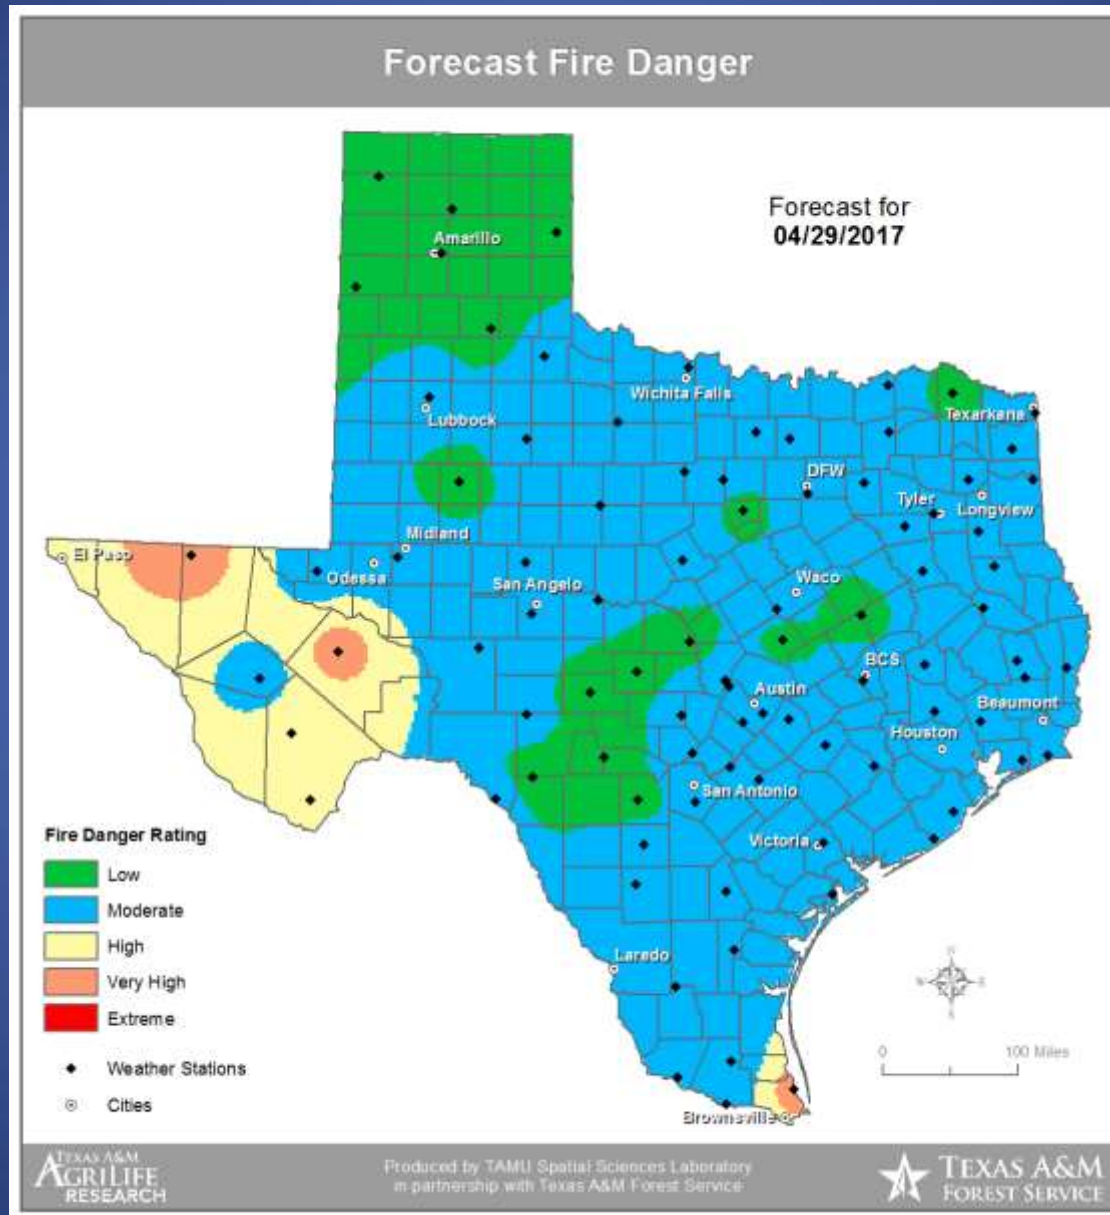 Forecast Fire Danger
Forecast for
04/29/2017
Amarillo
Wichita Falls
Lubbock
Texarkana
DFW
Tyler
Longview
Midland
El Paso
Odessa
San Angelo
Waco
BCS
Austin
Beaumont
Houston
San Antonio
Victoria
Laredo
Brownsville
Fire Danger Rating
Low
Moderate
High
Very High
Extreme
Weather Stations
Cities
N
W E
S
0 100 Miles
TEXAS A&M
AGRILIFE
RESEARCH
Produced by TAMU Spatial Sciences Laboratory
in partnership with Texas A&M Forest Service
TEXAS A&M
FOREST SERVICE